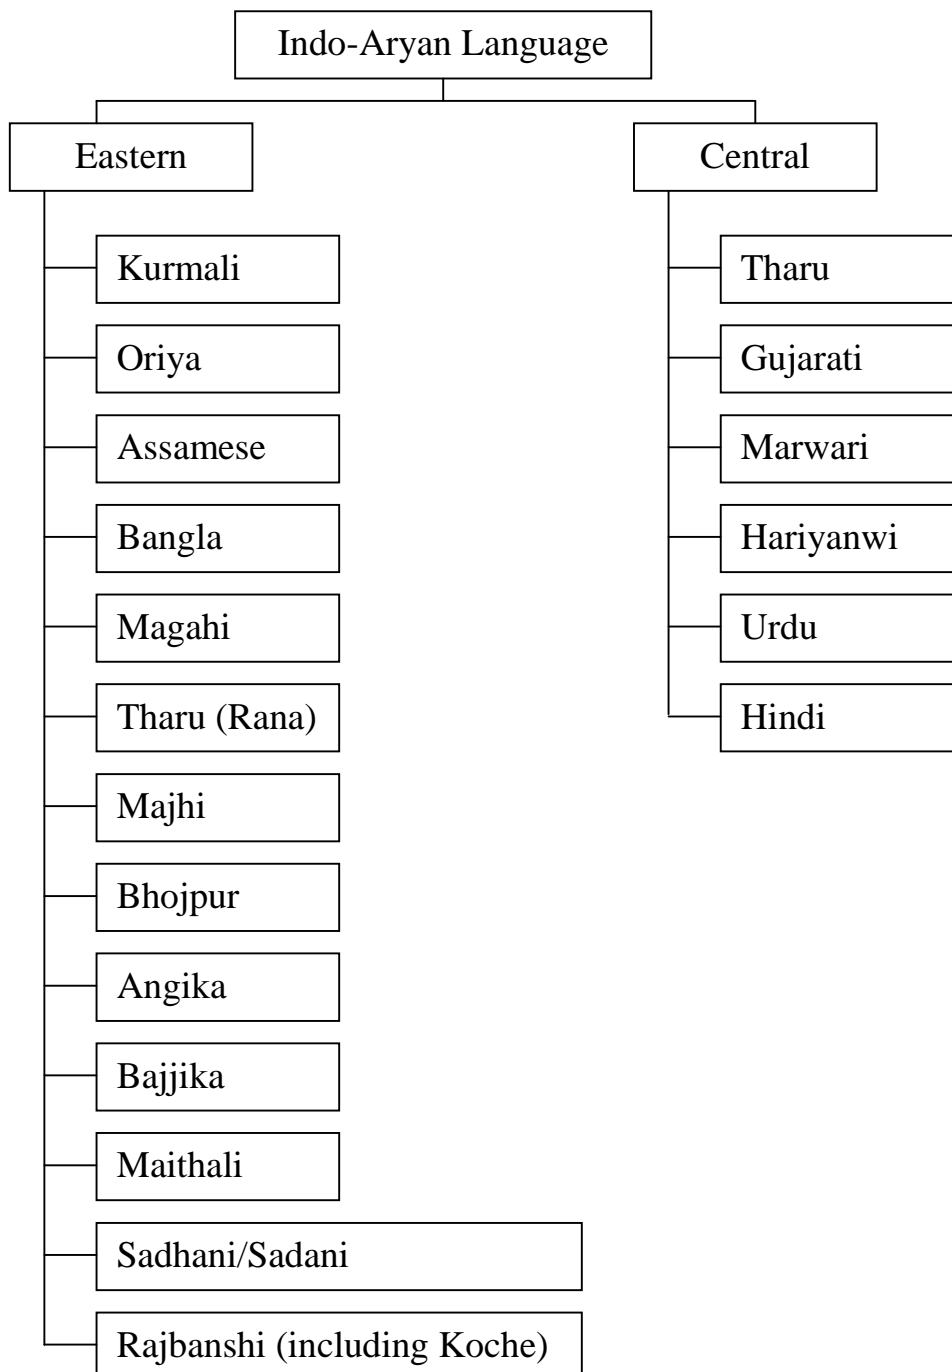 Indo-Aryan Language
Eastern
Central
Kurmali
Oriya
Assamese
Bangla
Magahi
Tharu (Rana)
Majhi
Bhojpur
Angika
Bajjika
Maithali
Sadhani/Sadani
Rajbanshi (including Koche)
Tharu
Gujarati
Marwari
Hariyanwi
Urdu
Hindi